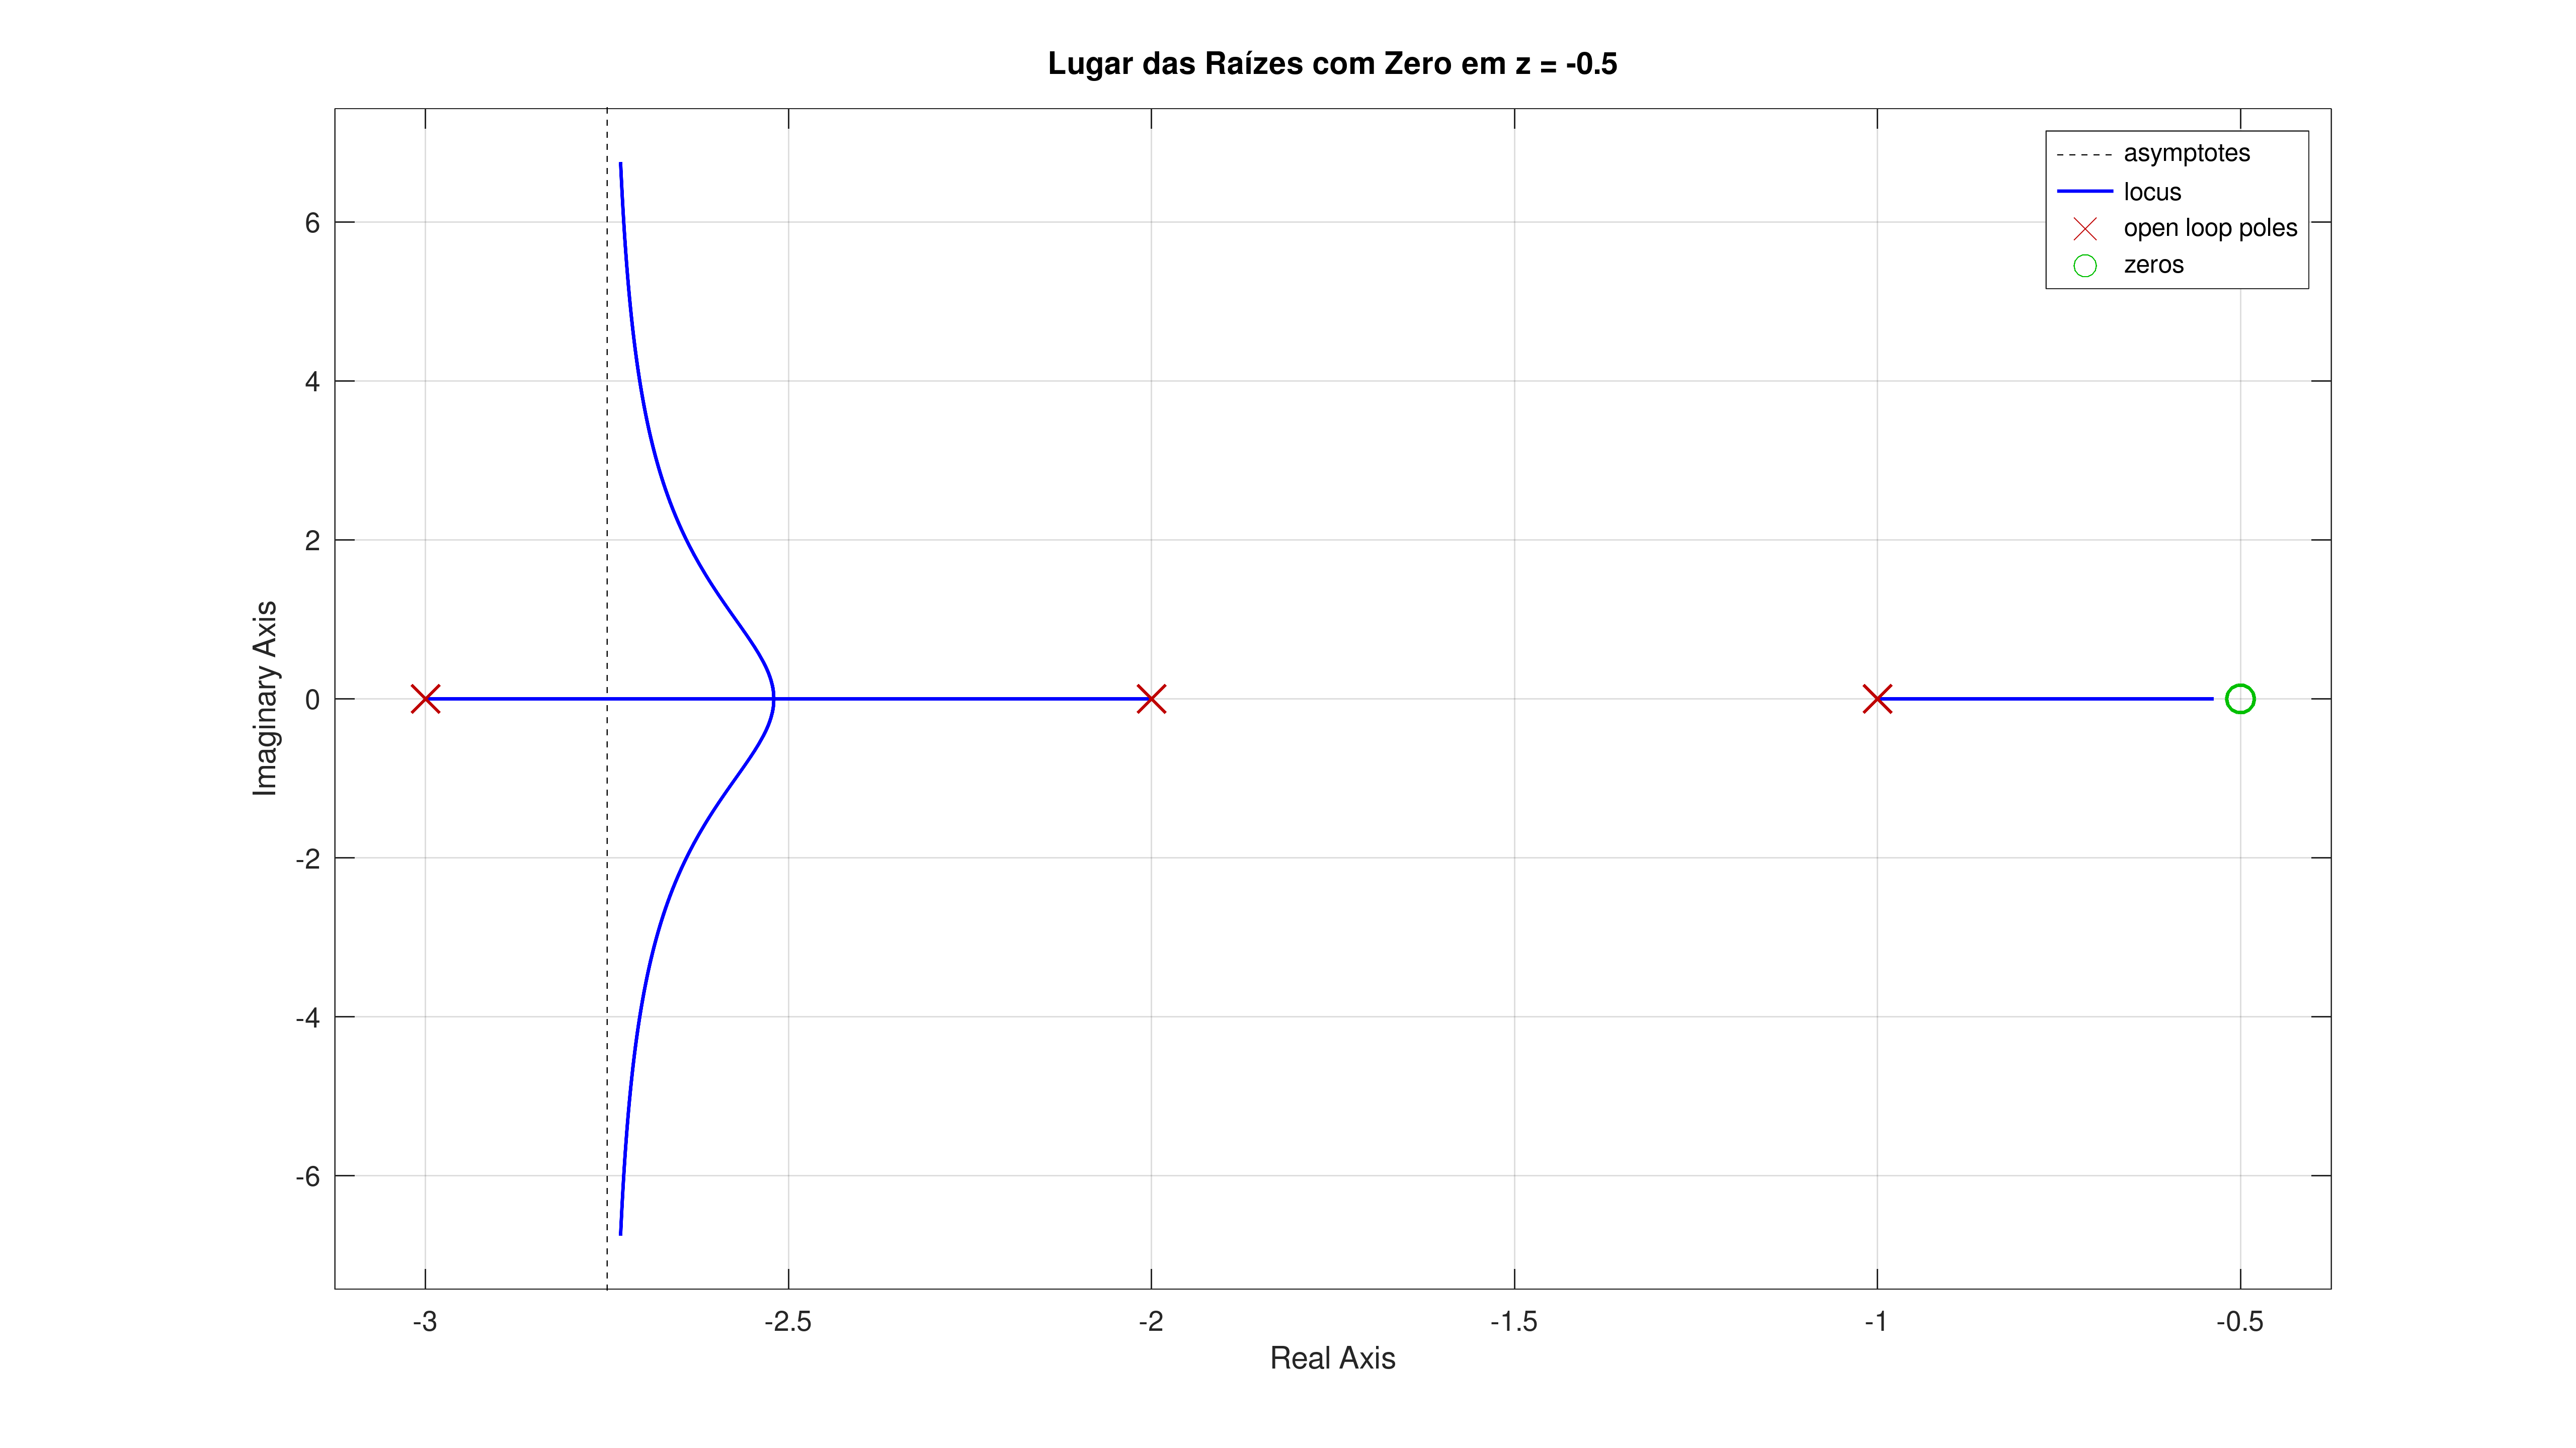 Lugar das Raízes com Zero em z = -0.5
asymptotes
locus
open loop poles
zeros
6
4
2
0
-2
-4
-6
Imaginary Axis
-3
-2.5
-2
-1.5
-1
-0.5
Real Axis